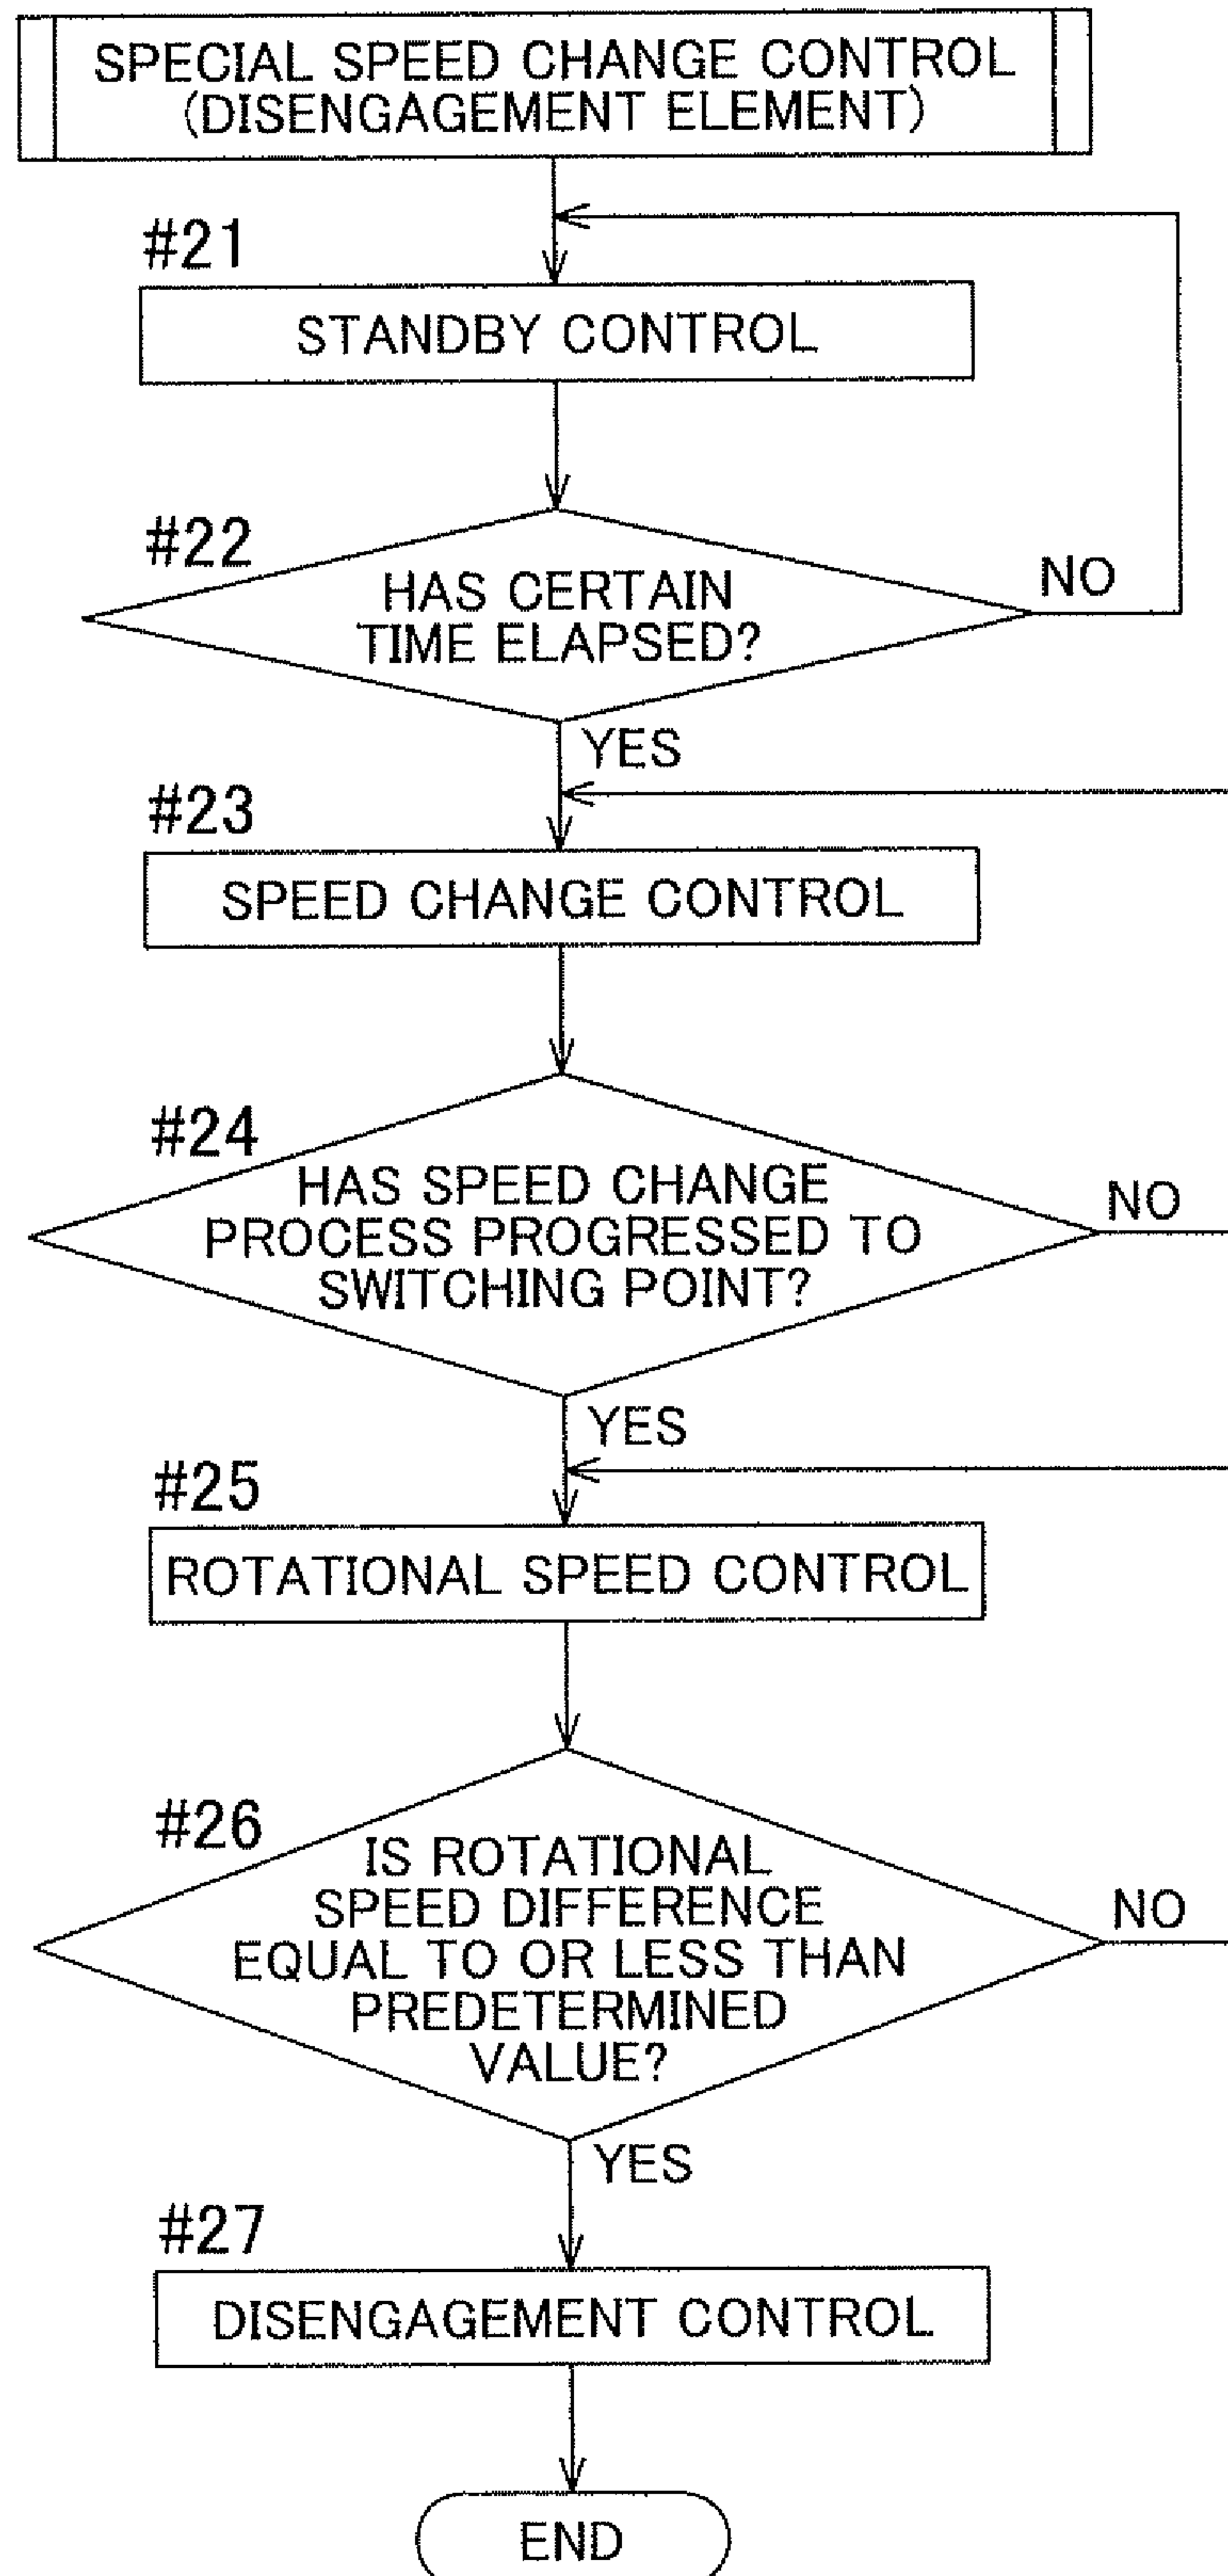 SPECIAL SPEED CHANGE CONTROL
(DISENGAGEMENT ELEMENT)
#21
STANDBY CONTROL
#22
HAS CERTAIN
TIME ELAPSED?
NO
YES
#23
SPEED CHANGE CONTROL
#24
HAS SPEED CHANGE
PROCESS PROGRESSED TO
SWITCHING POINT?
NO
YES
#25
ROTATIONAL SPEED CONTROL
#26
IS ROTATIONAL
SPEED DIFFERENCE
EQUAL TO OR LESS THAN
PREDETERMINED
VALUE?
NO
YES
#27
DISENGAGEMENT CONTROL
END